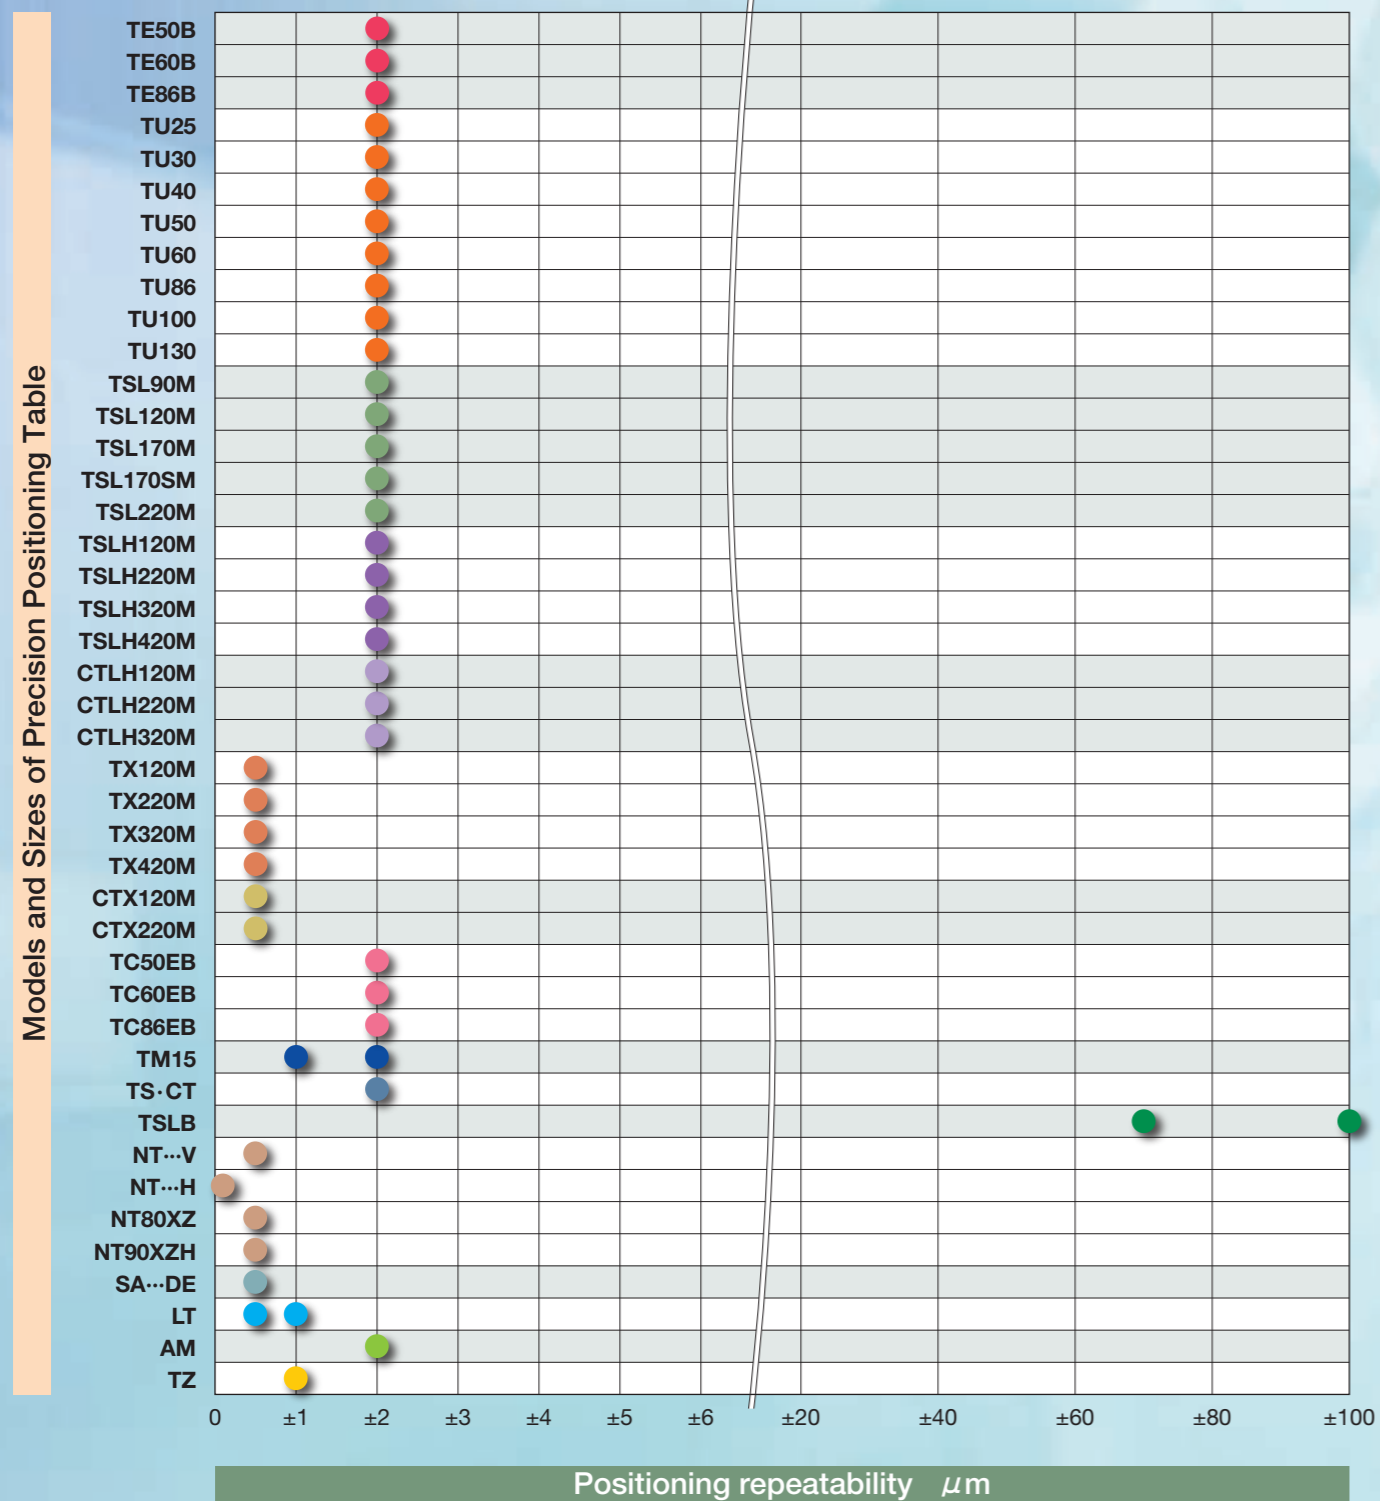 Models and Sizes of Precision Positioning Table
TE50B
TE60B
TE86B
TU25
TU30
TU40
TU50
TU60
TU86
TU100
TU130
TSL90M
TSL120M
TSL170M
TSL170SM
TSL220M
TSLH120M
TSLH220M
TSLH320M
TSLH420M
CTLH120M
CTLH220M
CTLH320M
TX120M
TX220M
TX320M
TX420M
CTX120M
CTX220M
TC50EB
TC60EB
TC86EB
TM15
TS·CT
TSLB
NT···V
NT···H
NT80XZ
NT90XZH
SA···DE
LT
AM
TZ
0 ±1 ±2 ±3 ±4 ±5 ±6 ±20 ±40 ±60 ±80 ±100
Positioning repeatability μm